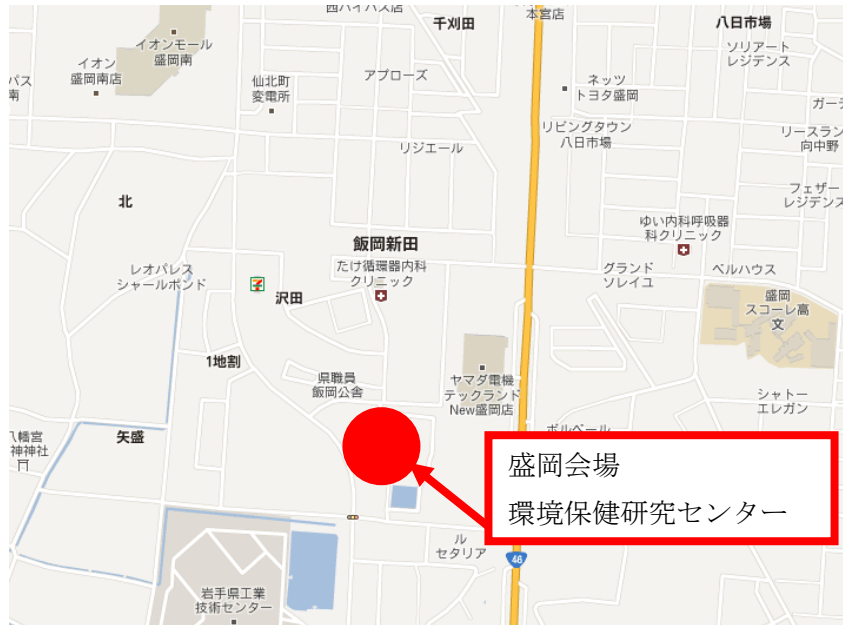 西バイパス店
千刈田
本宮店
八日市場
イオンモール
盛岡南
イオン
盛岡南店
ソリアート
レジデンス
バス
南
仙北町
変電所
アプローズ
ネッツ
トヨタ盛岡
ガーデ
リビングタウン
八日市場
リースラン
向中野
リジエール
北
フェザー
レジデンス
ゆい内科呼吸器
科クリニック
飯岡新田
たけ循環器内科
クリニック
レオパレス
シャールボンド
7
沢田
グランド
ソレイユ
ベルハウス
盛岡
スコーレ高
文
1地割
県職員
飯岡公舎
ヤマダ電機
テックランド
New盛岡店
シャトー
エレガン
矢盛
八幡宮
神神社
ボルベール
盛岡会場
環境保健研究センター
ル
セタリア
46
岩手県工業
技術センター